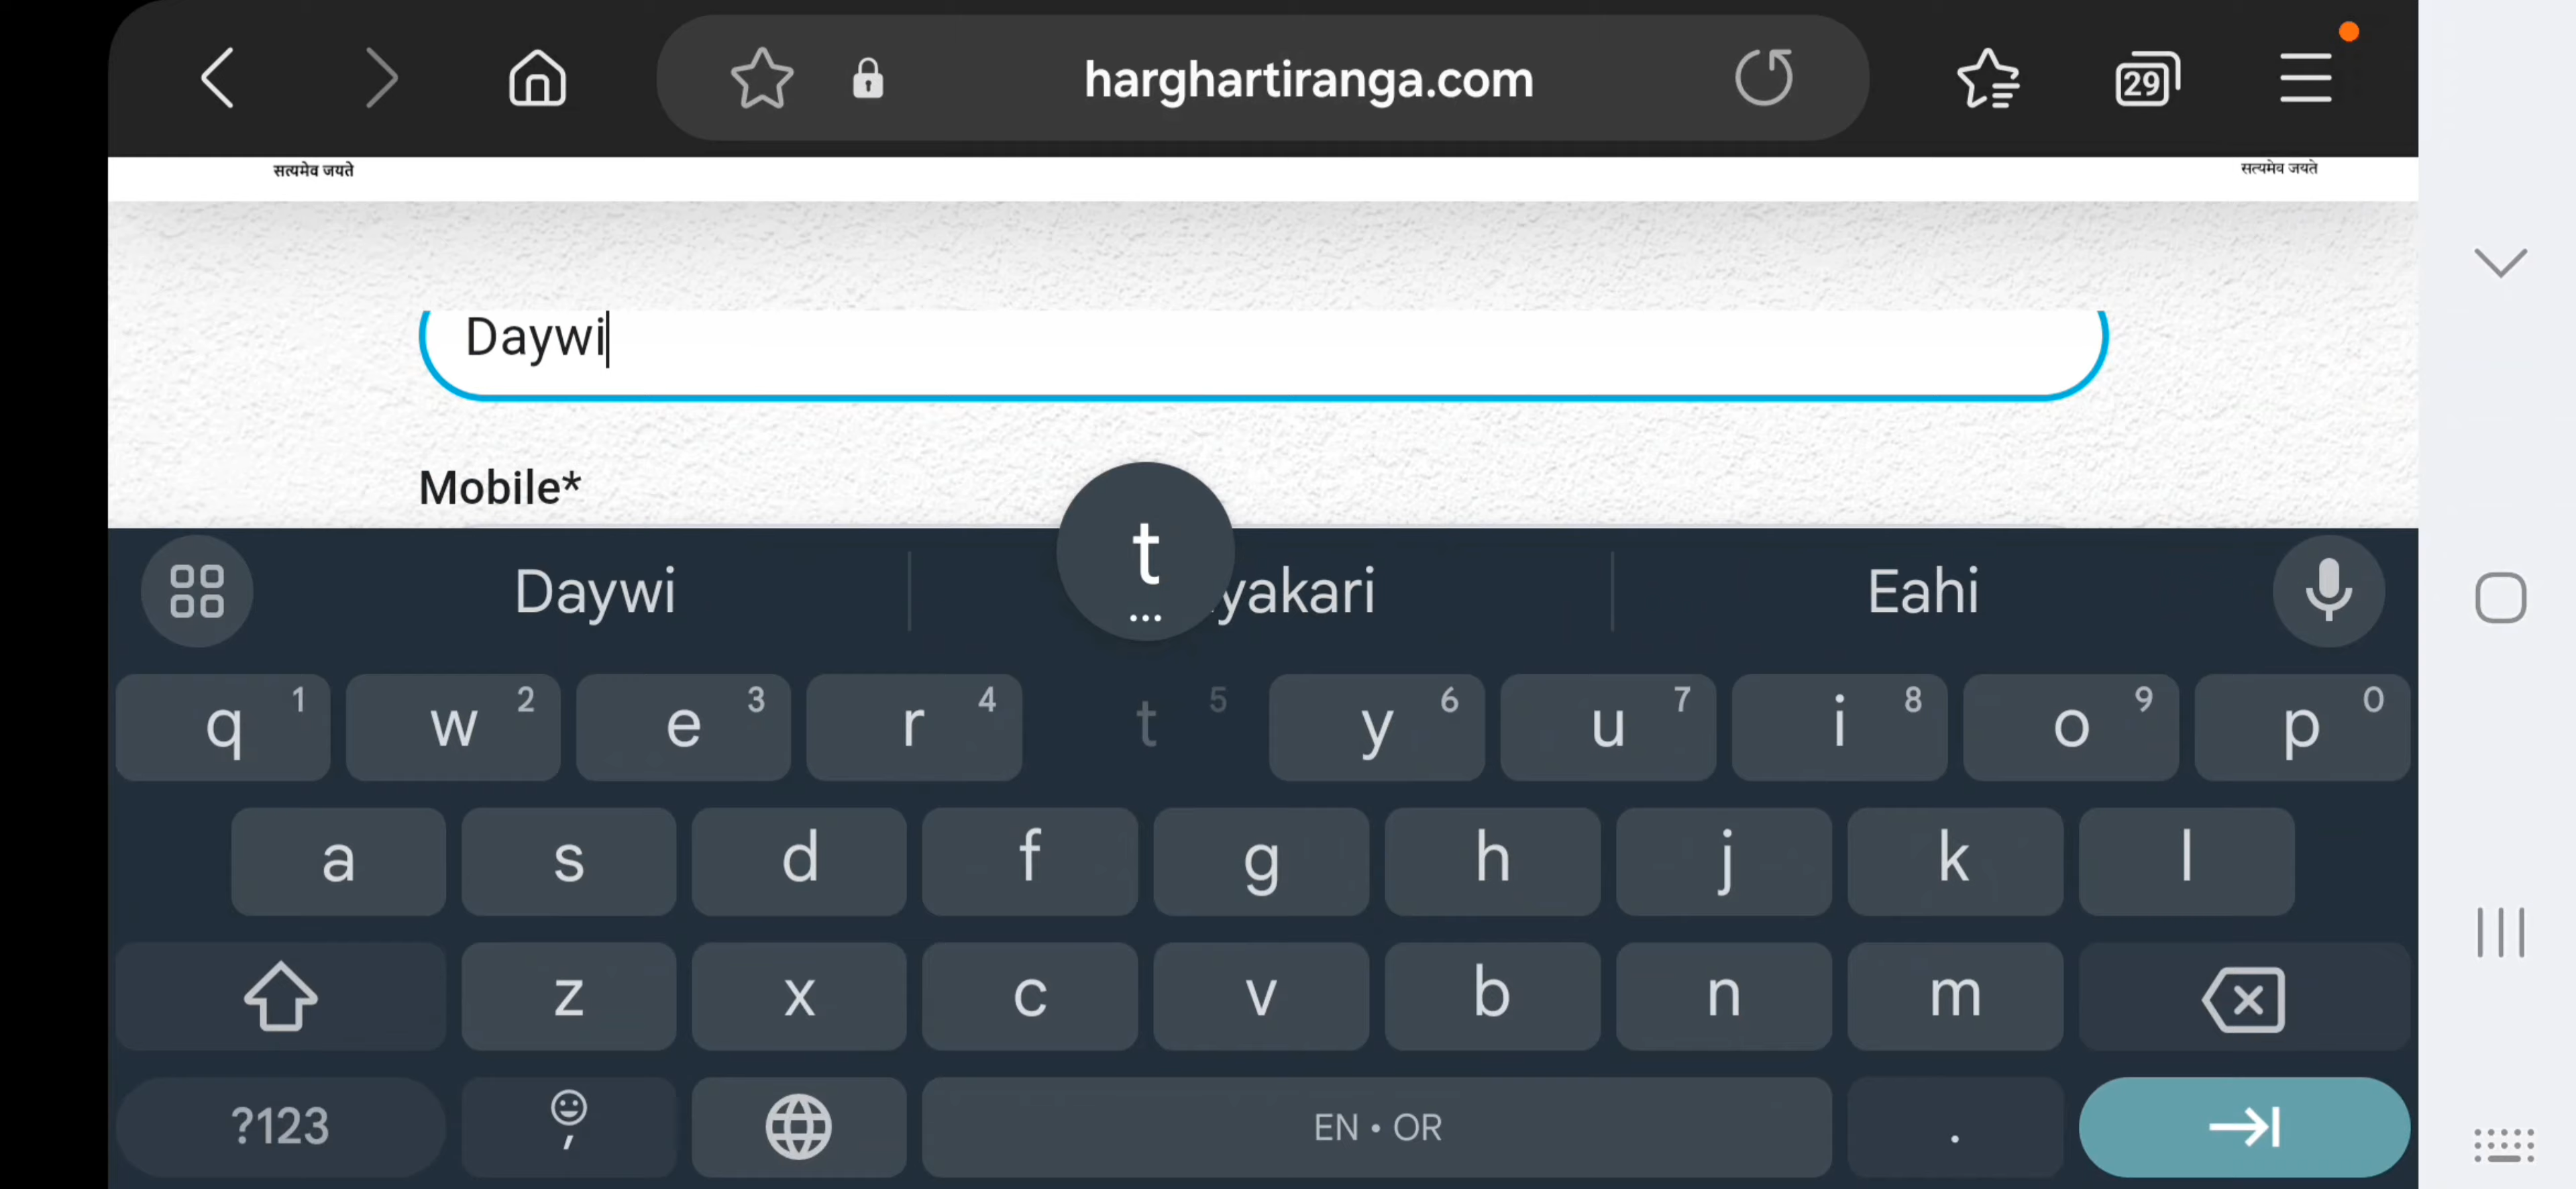 harghartiranga.com
29
सत्यमेव जयते
सत्यमेव जयते
Daywi
Mobile*
t
...
Daywi
yakari
Eahi
q 1 w 2 e 3 r 4 t 5 y 6 u 7 i 8 o 9 p 0
a s d f g h j k l
z x c v b n m
?123 , EN • OR .